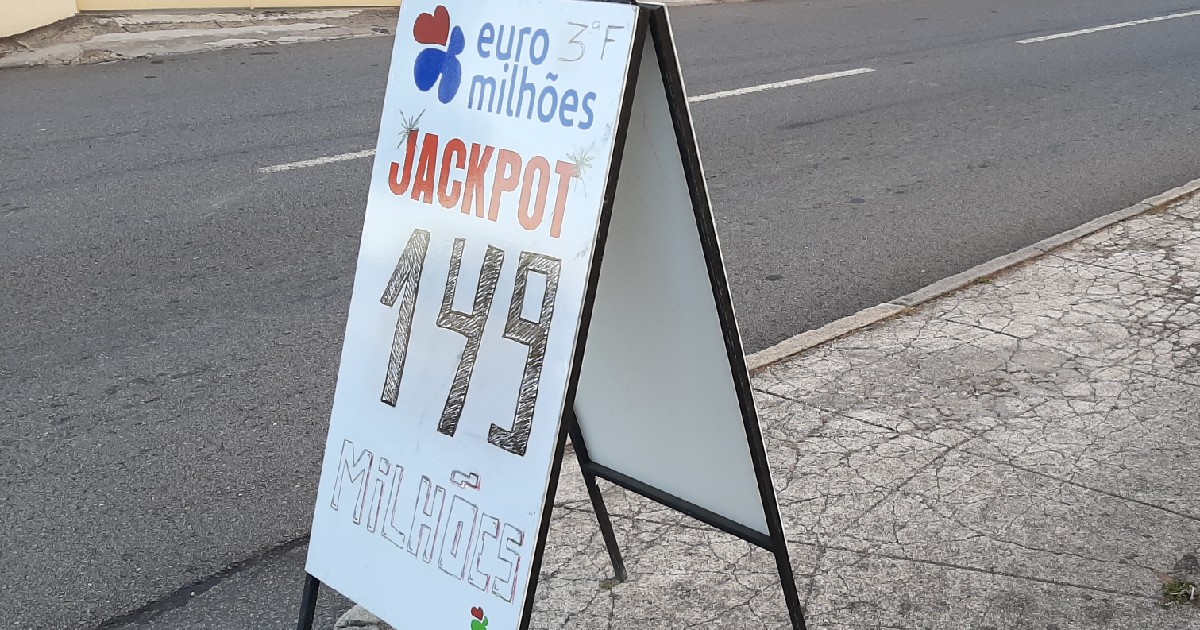 euro 3ªF
milhões
JACKPOT
149
MiLHÕES